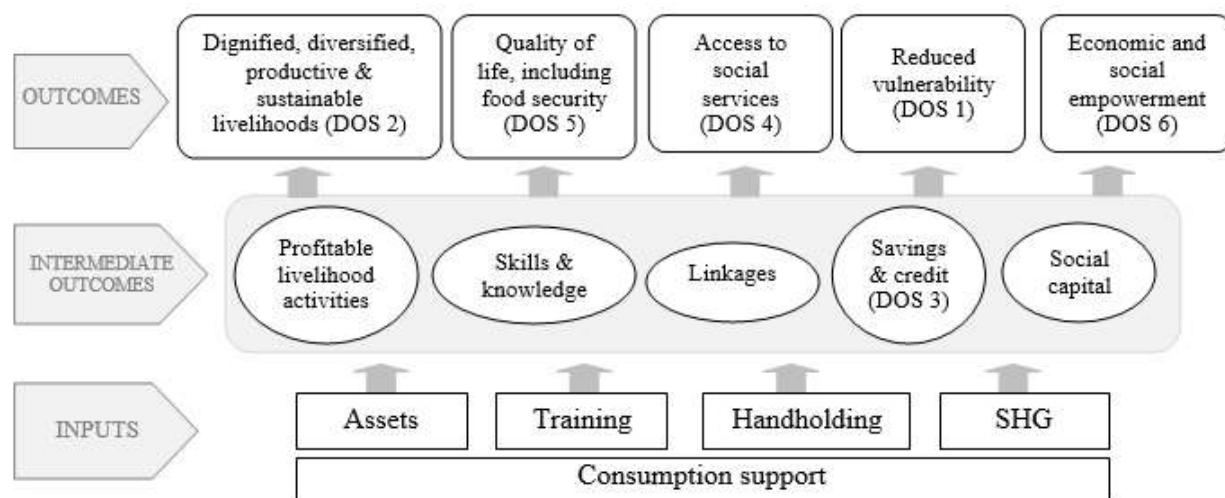 OUTCOMES
Dignified, diversified,
productive &
sustainable
livelihoods (DOS 2)
Quality of
life, including
food security
(DOS 5)
Access to
social
services
(DOS 4)
Reduced
vulnerability
(DOS 1)
Economic and
social
empowerment
(DOS 6)
INTERMEDIATE
OUTCOMES
Profitable
livelihood
activities
Skills &
knowledge
Linkages
Savings
& credit
(DOS 3)
Social
capital
INPUTS
Assets
Training
Handholding
SHG
Consumption support